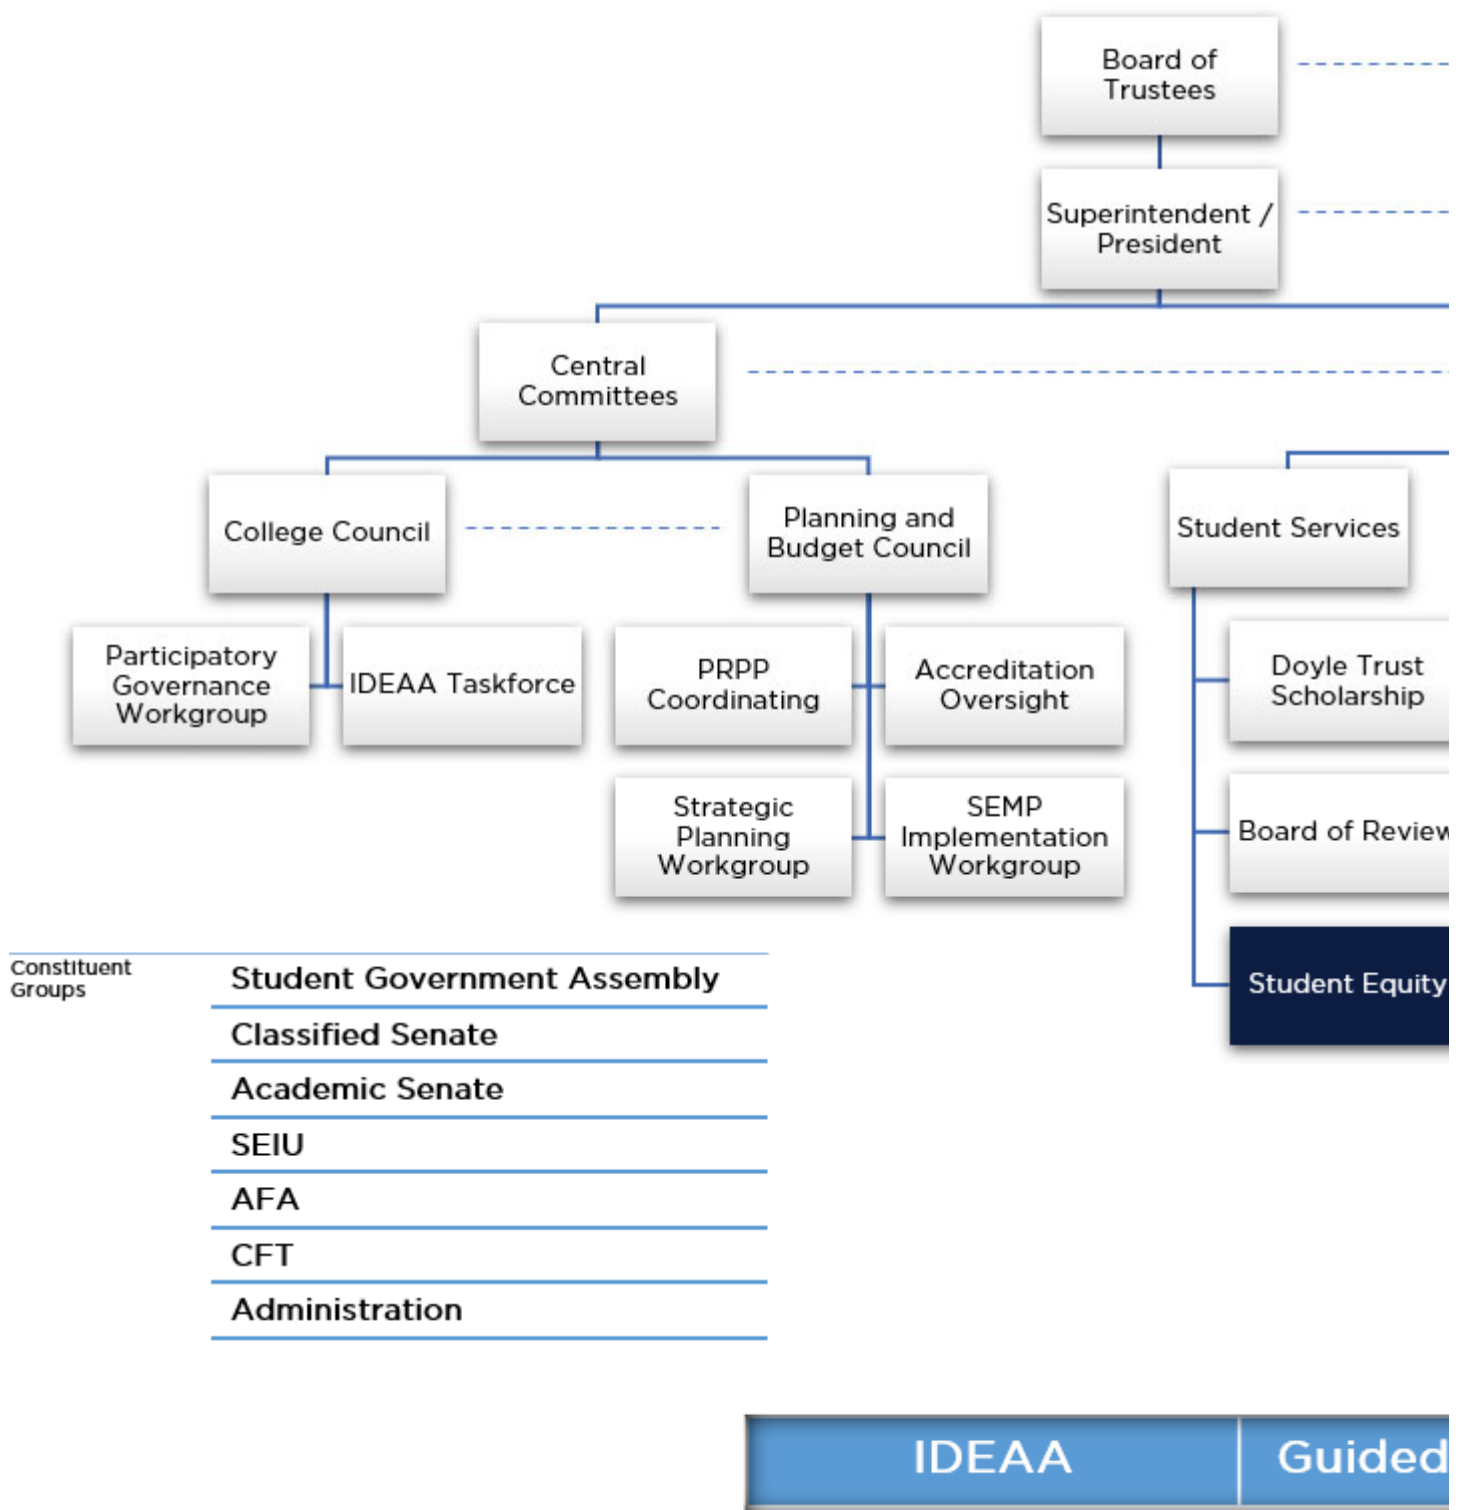 Board of
Trustees
Superintendent /
President
Central
Committees
College Council
Planning and
Budget Council
Student Services
Participatory
Governance
Workgroup
IDEAA Taskforce
PRPP
Coordinating
Accreditation
Oversight
Doyle Trust
Scholarship
Strategic
Planning
Workgroup
SEMP
Implementation
Workgroup
Board of Review
Student Equity
Constituent
Groups
Student Government Assembly
Classified Senate
Academic Senate
SEIU
AFA
CFT
Administration
IDEAA
Guided